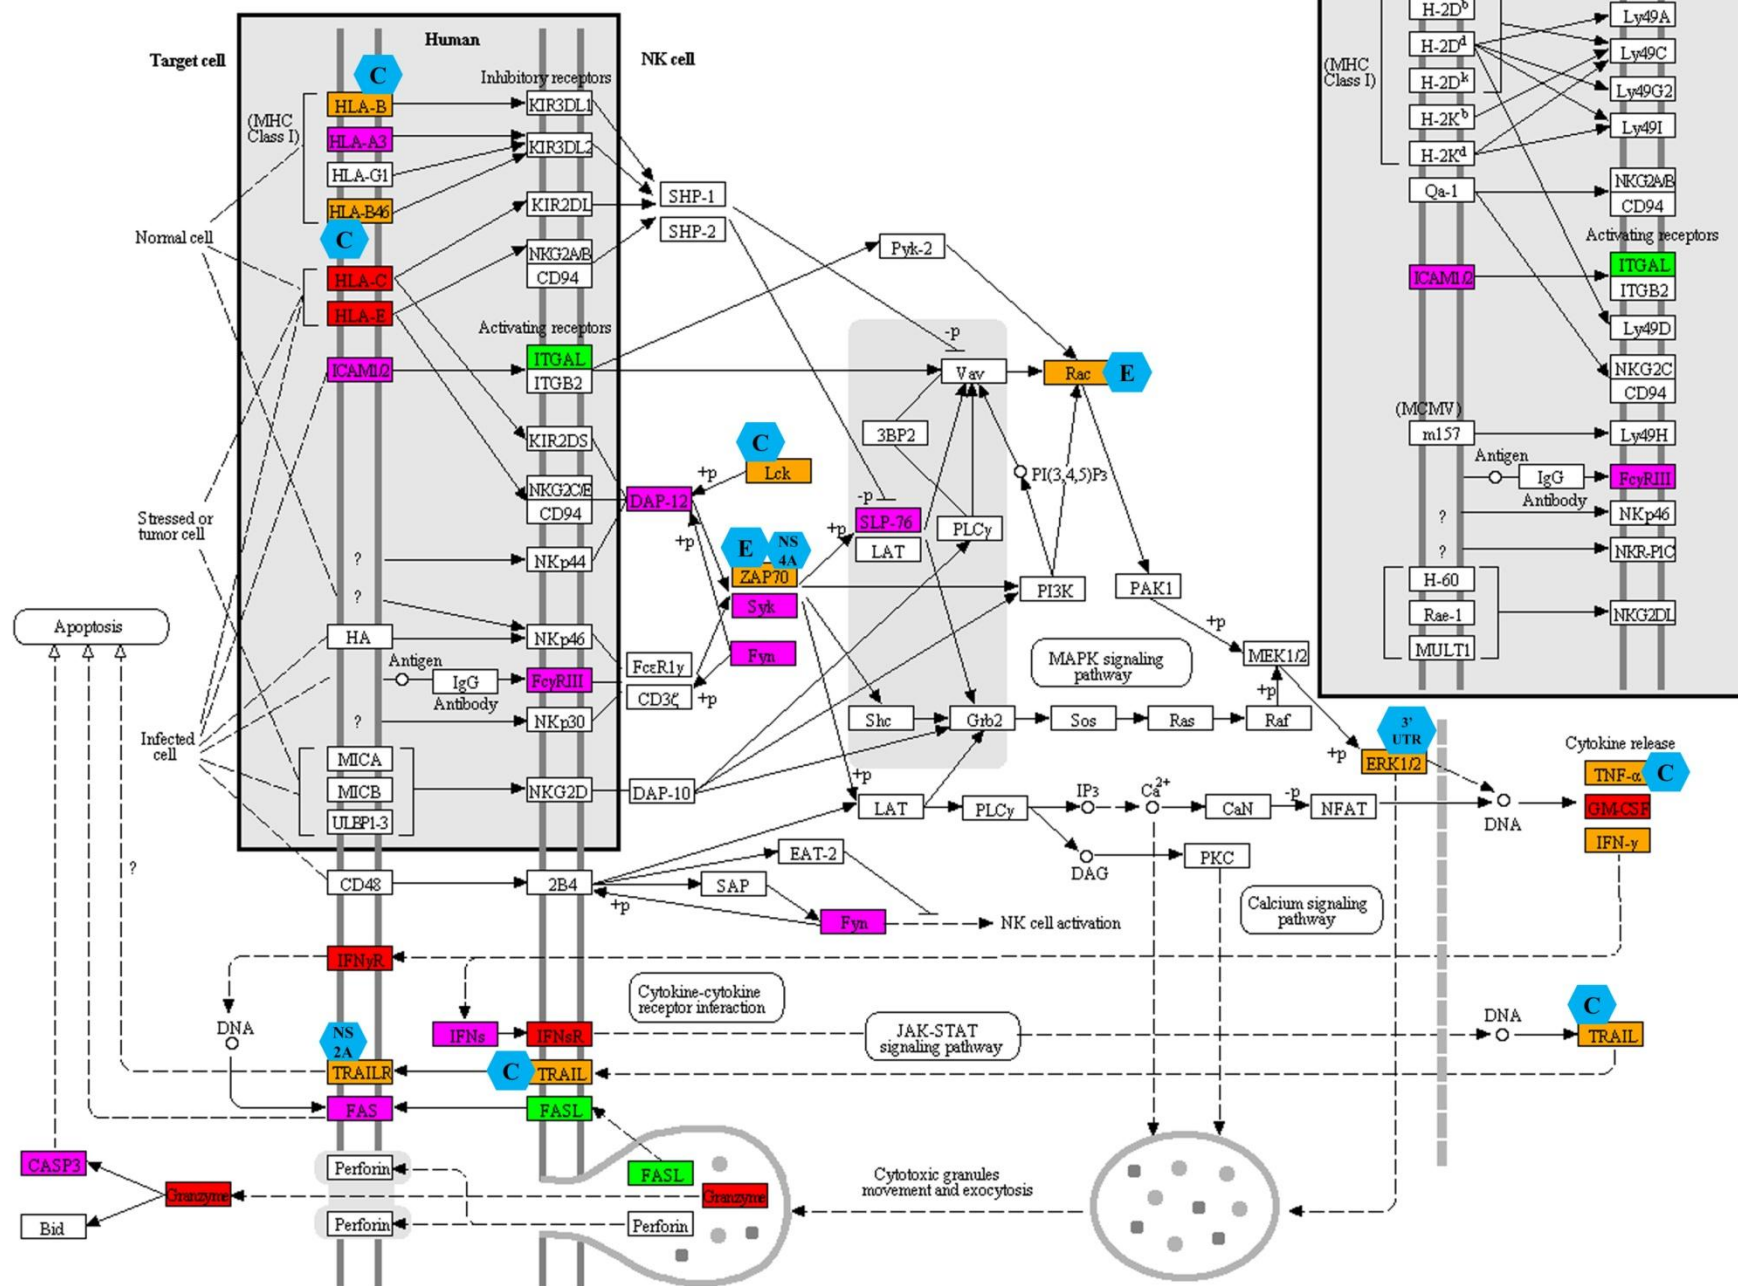 Target cell
Human
NK cell
C
Inhibitory receptors
(MHC
Class I)
HLA-B
KIR3DL1
HLA-A3
KIR3DL2
HLA-G1
HLA-B46
KIR2DL
C
SHP-1
SHP-2
Normal cell
NKG2A/B
CD94
HLA-C
HLA-E
Pyk-2
Activating receptors
ICAM1/2
ITGAL
ITGB2
-p
Vav
Rac
E
3BP2
KIR2DS
C
Lck
+p
PI(3,4,5)P3
NKG2C/E
CD94
DAP-12
-p
SLP-76
LAT
PLCγ
+p
Stressed or
tumor cell
+p
?
NKp44
E
NS
4A
ZAP70
Syk
PI3K
PAK1
?
+p
Apoptosis
HA
NKp46
Fyn
MEK1/2
MAPK signaling
pathway
Antigen
IgG
Antibody
FcγRIII
FcεR1γ
CD3ζ
+p
+p
?
NKp30
Shc
Grb2
Sos
Ras
Raf
Infected
cell
MICA
MICB
ULBP1-3
NKG2D
DAP-10
+p
3'
UTR
+p
ERK1/2
Cytokine release
TNF-α
C
GM-CSF
IFN-γ
LAT
PLCγ
IP3
Ca2+
CaN
-p
NFAT
DNA
DAG
PKC
EAT-2
?
CD48
2B4
SAP
+p
Fyn
NK cell activation
Calcium signaling
pathway
IFNγR
Cytokine-cytokine
receptor interaction
DNA
IFNs
IFNsR
JAK-STAT
signaling pathway
DNA
C
TRAIL
NS
2A
TRAILR
C
TRAIL
FAS
FASL
CASP3
Perforin
FASL
Granzyme
Granzyme
Cytotoxic granules
movement and exocytosis
Bid
Perforin
Perforin
(MHC
Class I)
H-2Db
Ly49A
H-2Dd
Ly49C
H-2Dk
Ly49G2
H-2Kb
Ly49I
H-2Kd
Qa-1
NKG2A/B
CD94
Activating receptors
ICAM1/2
ITGAL
ITGB2
Ly49D
NKG2C
CD94
(MCMV)
m157
Ly49H
Antigen
IgG
Antibody
FcγRIII
?
NKp46
?
NKR-P1C
H-60
Rae-1
NKG2DL
MULT1